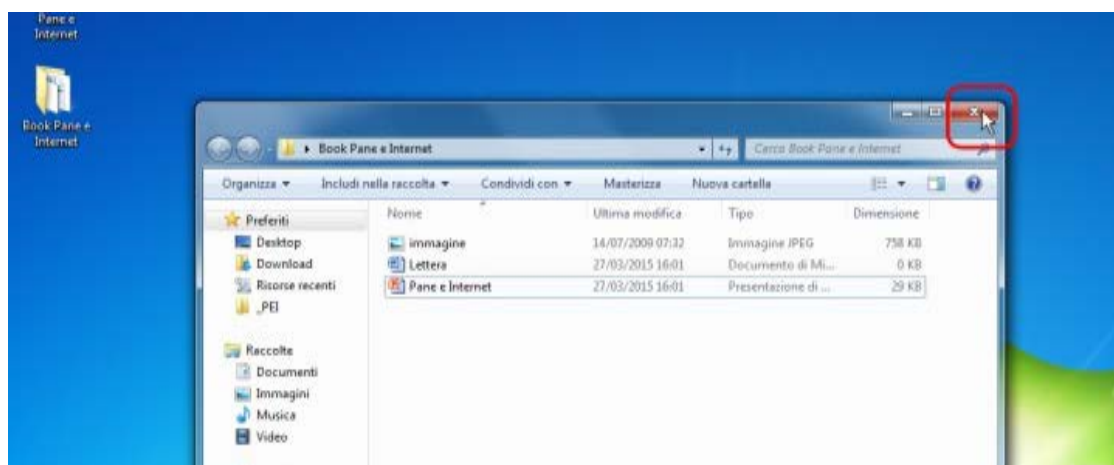 Pane e
Internet
Book Pane e
Internet
Book Pane e Internet
Cerca Book Pane e Internet
Organizza
Includi nella raccolta
Condividi con
Masterizza
Nuova cartella
Preferiti
Desktop
Download
Risorse recenti
_PEI
Raccolte
Documenti
Immagini
Musica
Video
Nome Ultima modifica Tipo Dimensione
immagine 14/07/2009 07:32 Immagine JPEG 758 KB
Lettera 27/03/2015 16:01 Documento di Mi... 0 KB
Pane e Internet 27/03/2015 16:01 Presentazione di ... 29 KB